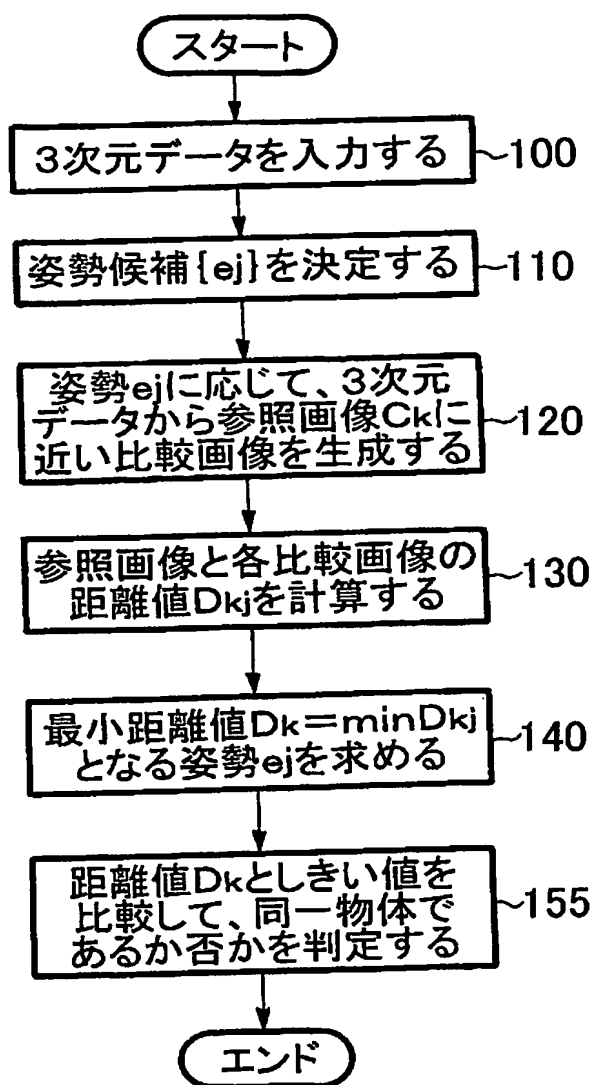 スタート
3次元データを入力する ~100
姿勢候補{ej}を決定する ~110
姿勢ejに応じて、3次元
データから参照画像Ckに ~120
近い比較画像を生成する
参照画像と各比較画像の ~130
距離値Dkjを計算する
最小距離値Dk=minDkj ~140
となる姿勢ejを求める
距離値Dkとしきい値を ~155
比較して、同一物体で
あるか否かを判定する
エンド